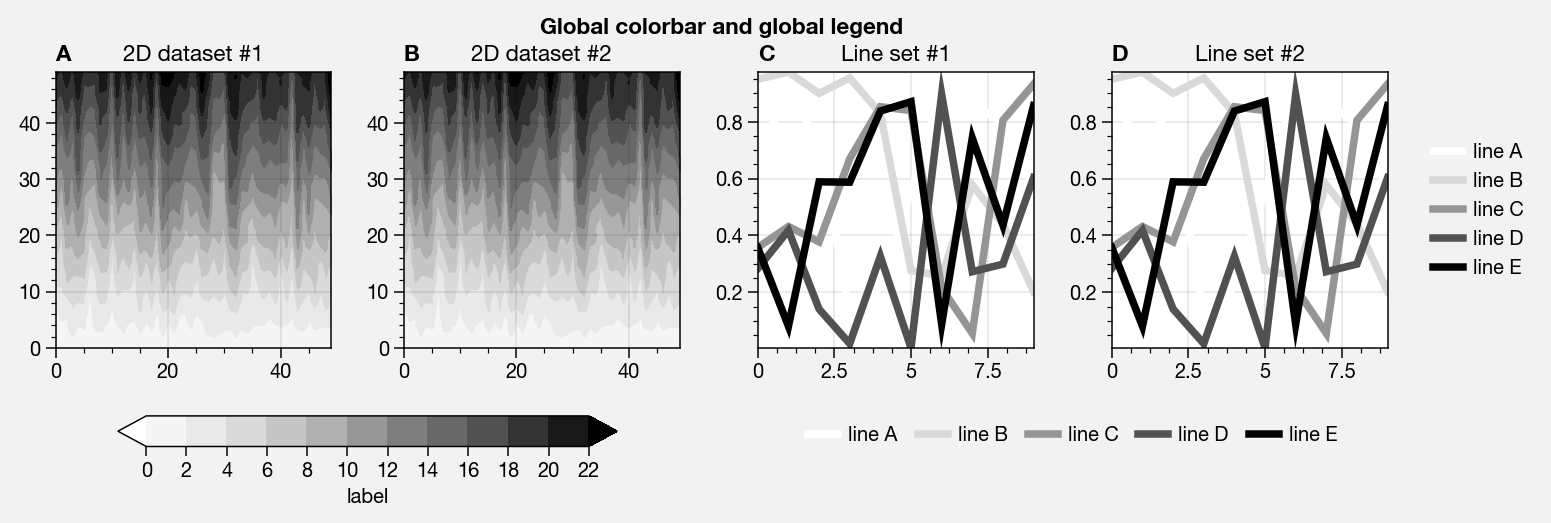 Global colorbar and global legend
A 2D dataset #1
B 2D dataset #2
C Line set #1
D Line set #2
40
30
20
10
0
0 20 40
40
30
20
10
0
0 20 40
0.8
0.6
0.4
0.2
0 2.5 5 7.5
0.8
0.6
0.4
0.2
0 2.5 5 7.5
line A
line B
line C
line D
line E
0 2 4 6 8 10 12 14 16 18 20 22
label
line A line B line C line D line E